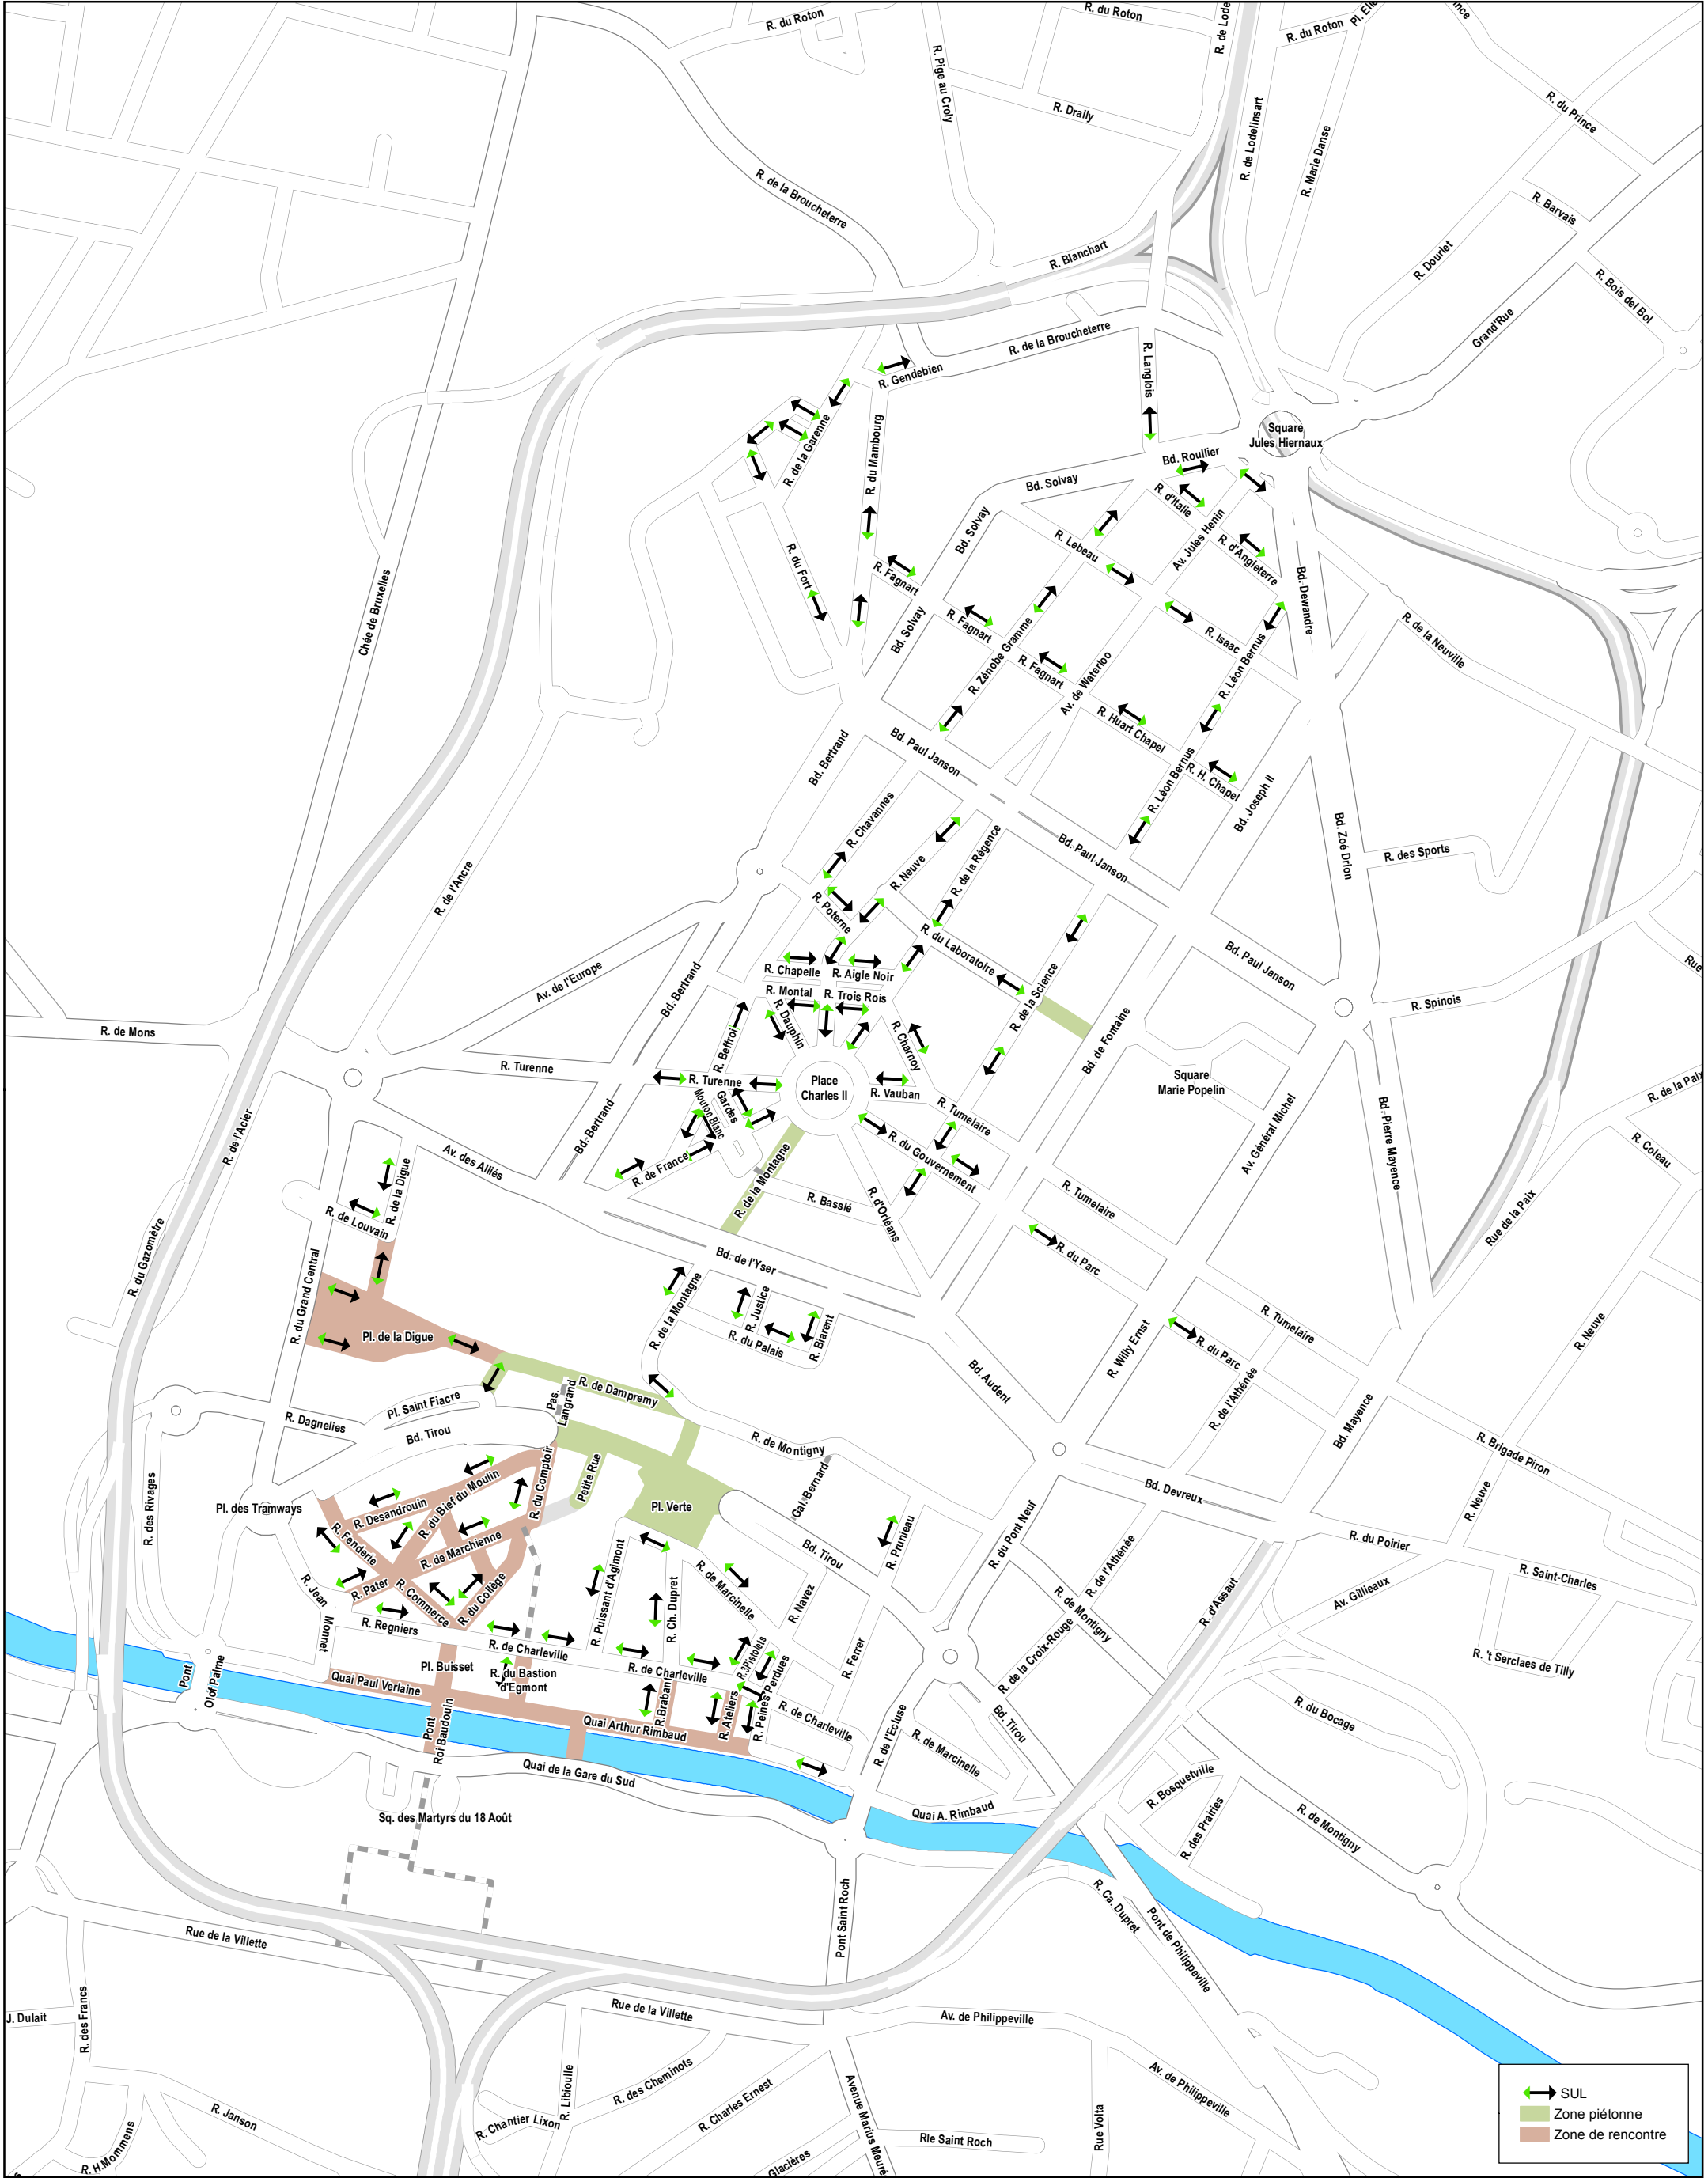 R. du Roton
R. du Roton
R. de Lode
R. du Roton
Pl. Elie
ince
R. Pige au Croly
R. Draily
R. de Lodelinsart
R. Marie Danse
R. du Prince
R. Barvais
R. de la Broucheterre
R. Blanchart
R. Dourlet
R. Bois del Bol
Grand'Rue
R. de la Broucheterre
R. Langlois
R. Gendebien
Square
Jules Hiernaux
R. de la Garenne
R. du Mambourg
Bd. Roullier
Bd. Solvay
R. d'Italie
Bd. Solvay
R. Lebeau
Av. Jules Henin
R. d'Angleterre
R. du Fort
R. Fagnart
Bd. Dewandre
Chée de Bruxelles
Bd. Solvay
R. Fagnart
R. Zénobe Gramme
R. Isaac
R. de la Neuville
R. Fagnart
Av. de Waterloo
R. Léon Bernus
R. Huart Chapel
Bd. Bertrand
Bd. Paul Janson
R. Léon Bernus
R. H. Chapel
Bd. Joseph II
R. Chavannes
Bd. Zoé Drion
R. des Sports
R. Neuve
R. de la Régence
Bd. Paul Janson
R. de l'Ancre
R. Poterne
R. du Laboratoire
Bd. Paul Janson
Rue
Av. de l'Europe
Bd. Bertrand
R. Chapelle
R. Aigle Noir
R. Montal
R. Trois Rois
R. de la Science
R. Spinois
R. de Mons
R. Dauphin
R. Beffroi
R. Charnoy
Bd. de Fontaine
R. Turenne
R. Turenne
Place
Charles II
R. Vauban
Square
Marie Popelin
R. de la Paix
Mouton Blanc
Gardes
R. Tumelaire
Bd. Bertrand
R. de l'Acier
Av. Général Michel
Bd. Pierre Mayence
R. Coleau
Av. des Alliés
R. de France
R. de la Montagne
R. du Gouvernement
R. de la Digue
R. de Louvain
R. Basslé
R. d'Orléans
R. Tumelaire
Rue de la Paix
R. du Gazomètre
R. du Grand Central
Bd. de l'Yser
R. du Parc
Pl. de la Digue
R. de la Montagne
R. Justice
R. du Palais
R. Biarent
R. Tumelaire
R. Willy Ernst
R. du Parc
R. Neuve
Bd. Audent
R. de l'Athénée
Pl. Saint Fiacre
Pas.
Langrand
R. de Dampremy
R. Dagnelies
Bd. Tirou
R. de Montigny
Bd. Mayence
R. Brigade Piron
R. des Rivages
Pl. des Tramways
R. Desandrouin
R. du Bief du Moulin
R. du Comptoir
Petite Rue
Pl. Verte
Gal. Bernard
Bd. Devreux
R. Neuve
R. Fenderie
R. de Marchienne
R. Prunieau
R. du Pont Neuf
R. du Poirier
Bd. Tirou
R. Jean
Monnet
R. Pater
R. Commerce
R. du Collège
R. Puissant d'Agimont
R. Ch. Dupret
R. de Marcinelle
R. Navez
R. de l'Athénée
R. de Montigny
R. d'Assaut
Av. Gillieaux
R. Saint-Charles
R. Regniers
R. de Charleville
R. de Charleville
R.3Pistolets
R. Ferrer
R. de la Croix-Rouge
R. 't Serclaes de Tilly
Pont
Olof Palme
Quai Paul Verlaine
Pl. Buisset
R. du Bastion
d'Egmont
R.Brabant
R. Ateliers
R. Peines Perdues
R. de Charleville
Pont
Roi Baudouin
Quai Arthur Rimbaud
R. de l'Ecluse
R. de Marcinelle
Bd. Tirou
R. du Bocage
Quai de la Gare du Sud
R. Bosquetville
Quai A. Rimbaud
R. des Prairies
R. de Montigny
Sq. des Martyrs du 18 Août
Pont Saint Roch
R. Ca. Dupret
Pont de Philippeville
Rue de la Villette
J. Dulait
R. des Francs
Rue de la Villette
Av. de Philippeville
R. Libioulle
R. des Cheminots
R. Charles Ernest
Avenue Marius Meuré
Av. de Philippeville
R. Janson
R. Chantier Lixon
Rue Volta
R. H.Mommens
Rle Saint Roch
Glacières
SUL
Zone piétonne
Zone de rencontre